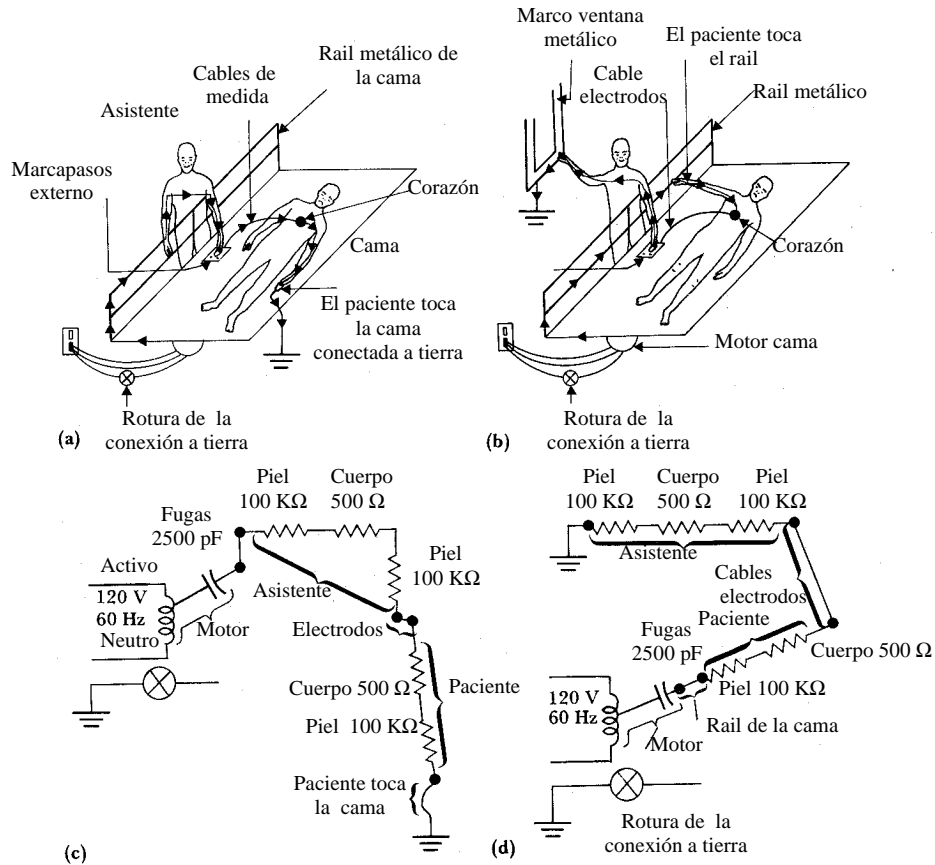 Rail metálico de
la cama
Cables de
medida
Asistente
Marcapasos
externo
Corazón
Cama
El paciente toca
la cama
conectada a tierra
Rotura de la
conexión a tierra
(a)
Marco ventana
metálico
El paciente toca
el rail
Cable
electrodos
Rail metálico
Corazón
Motor cama
Rotura de la
conexión a tierra
(b)
Piel
100 KΩ
Cuerpo
500 Ω
Fugas
2500 pF
Piel
100 KΩ
Activo
120 V
60 Hz
Neutro
Motor
Asistente
Electrodos
Cuerpo 500 Ω
Paciente
Piel 100 KΩ
Paciente toca
la cama
(c)
Piel
100 KΩ
Cuerpo
500 Ω
Piel
100 KΩ
Asistente
Cables
electrodos
Paciente
Fugas
2500 pF
Cuerpo 500 Ω
Piel 100 KΩ
120 V
60 Hz
Rail de la cama
Motor
Rotura de la
conexión a tierra
(d)